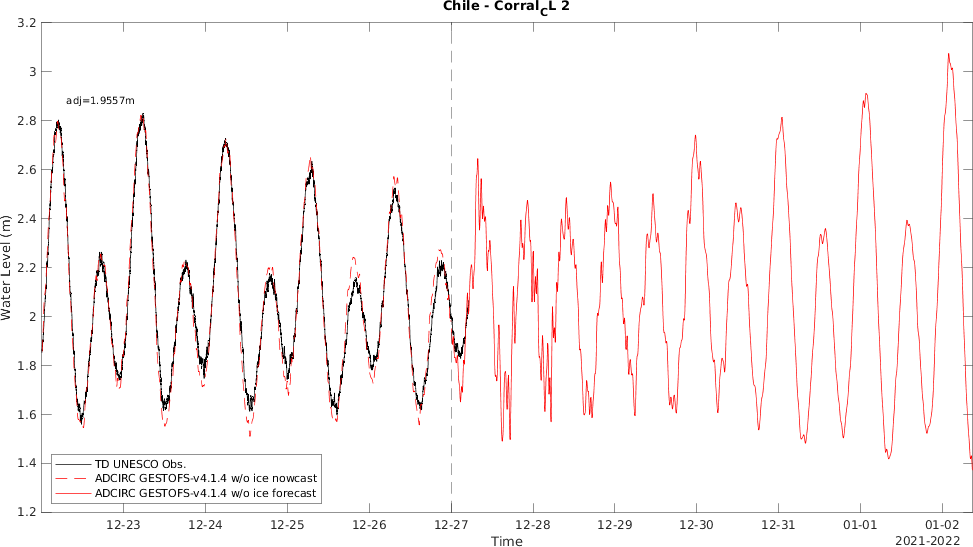 Chile - Corral_CL 2
3.2
3
2.8
2.6
2.4
2.2
2
1.8
1.6
1.4
1.2
Water Level (m)
adj=1.9557m
TD UNESCO Obs.
ADCIRC GESTOFS-v4.1.4 w/o ice nowcast
ADCIRC GESTOFS-v4.1.4 w/o ice forecast
12-23 12-24 12-25 12-26 12-27 12-28 12-29 12-30 12-31 01-01 01-02
Time
2021-2022